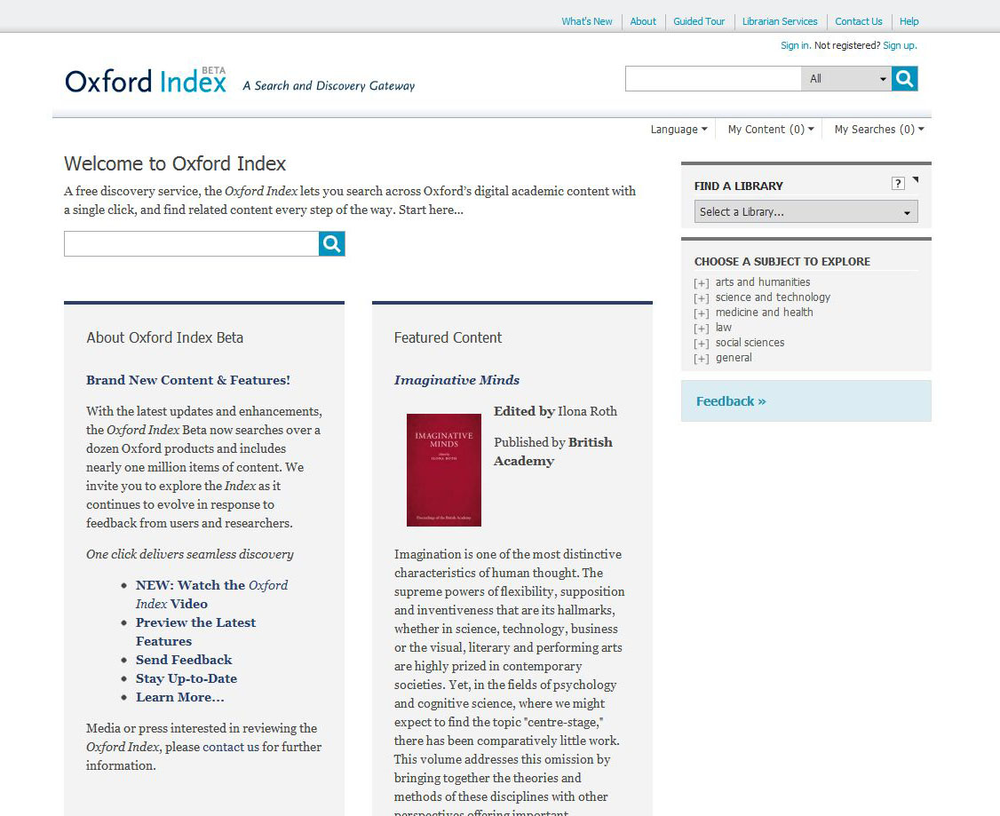 What's New About Guided Tour Librarian Services Contact Us Help
Sign in. Not registered? Sign up.
Oxford Index BETA A Search and Discovery Gateway
All
Language My Content (0) My Searches (0)
Welcome to Oxford Index
A free discovery service, the Oxford Index lets you search across Oxford's digital academic content with
a single click, and find related content every step of the way. Start here...
About Oxford Index Beta
Brand New Content & Features!
With the latest updates and enhancements,
the Oxford Index Beta now searches over a
dozen Oxford products and includes
nearly one million items of content. We
invite you to explore the Index as it
continues to evolve in response to
feedback from users and researchers.
One click delivers seamless discovery
• NEW: Watch the Oxford
Index Video
• Preview the Latest
Features
• Send Feedback
• Stay Up-to-Date
• Learn More...
Media or press interested in reviewing the
Oxford Index, please contact us for further
information.
Featured Content
Imaginative Minds
IMAGINATIVE
MINDS
Edited by
ILONA ROTH
Proceedings of the British Academy
Edited by Ilona Roth
Published by British
Academy
Imagination is one of the most distinctive
characteristics of human thought. The
supreme powers of flexibility, supposition
and inventiveness that are its hallmarks,
whether in science, technology, business
or the visual, literary and performing arts
are highly prized in contemporary
societies. Yet, in the fields of psychology
and cognitive science, where we might
expect to find the topic "centre-stage,"
there has been comparatively little work.
This volume addresses this omission by
bringing together the theories and
methods of these disciplines with other
perspectives offering important
FIND A LIBRARY ?
Select a Library...
CHOOSE A SUBJECT TO EXPLORE
[+] arts and humanities
[+] science and technology
[+] medicine and health
[+] law
[+] social sciences
[+] general
Feedback »